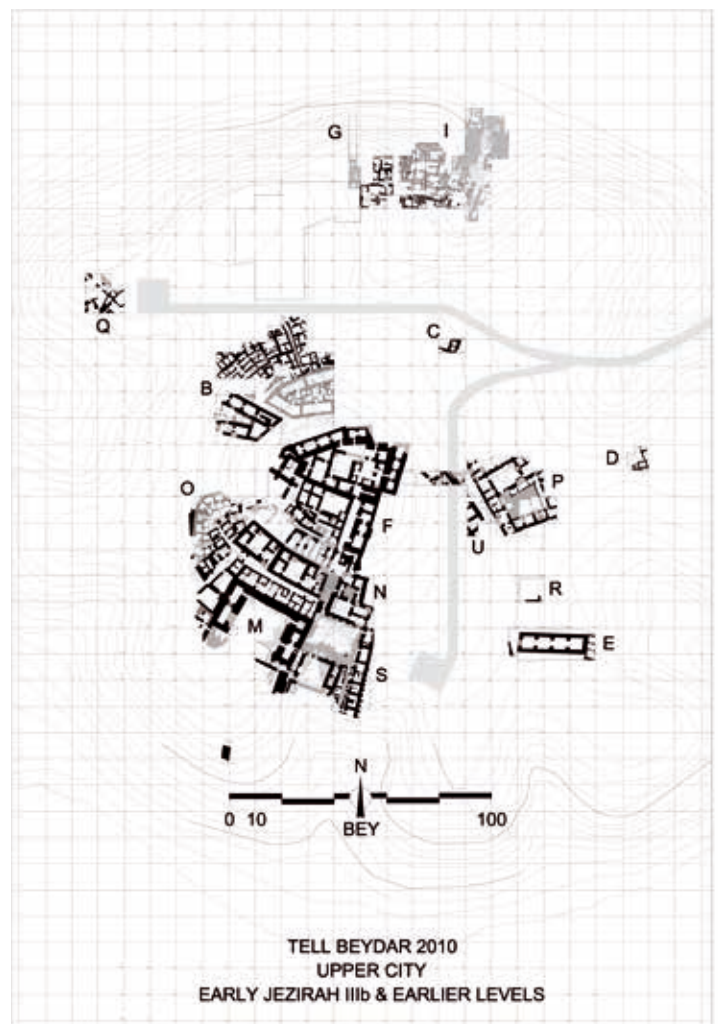 G I
Q
C
B
D
P
O
F
U
R
N
M
E
S
N
0 10 100
BEY
TELL BEYDAR 2010
UPPER CITY
EARLY JEZIRAH IIIb & EARLIER LEVELS